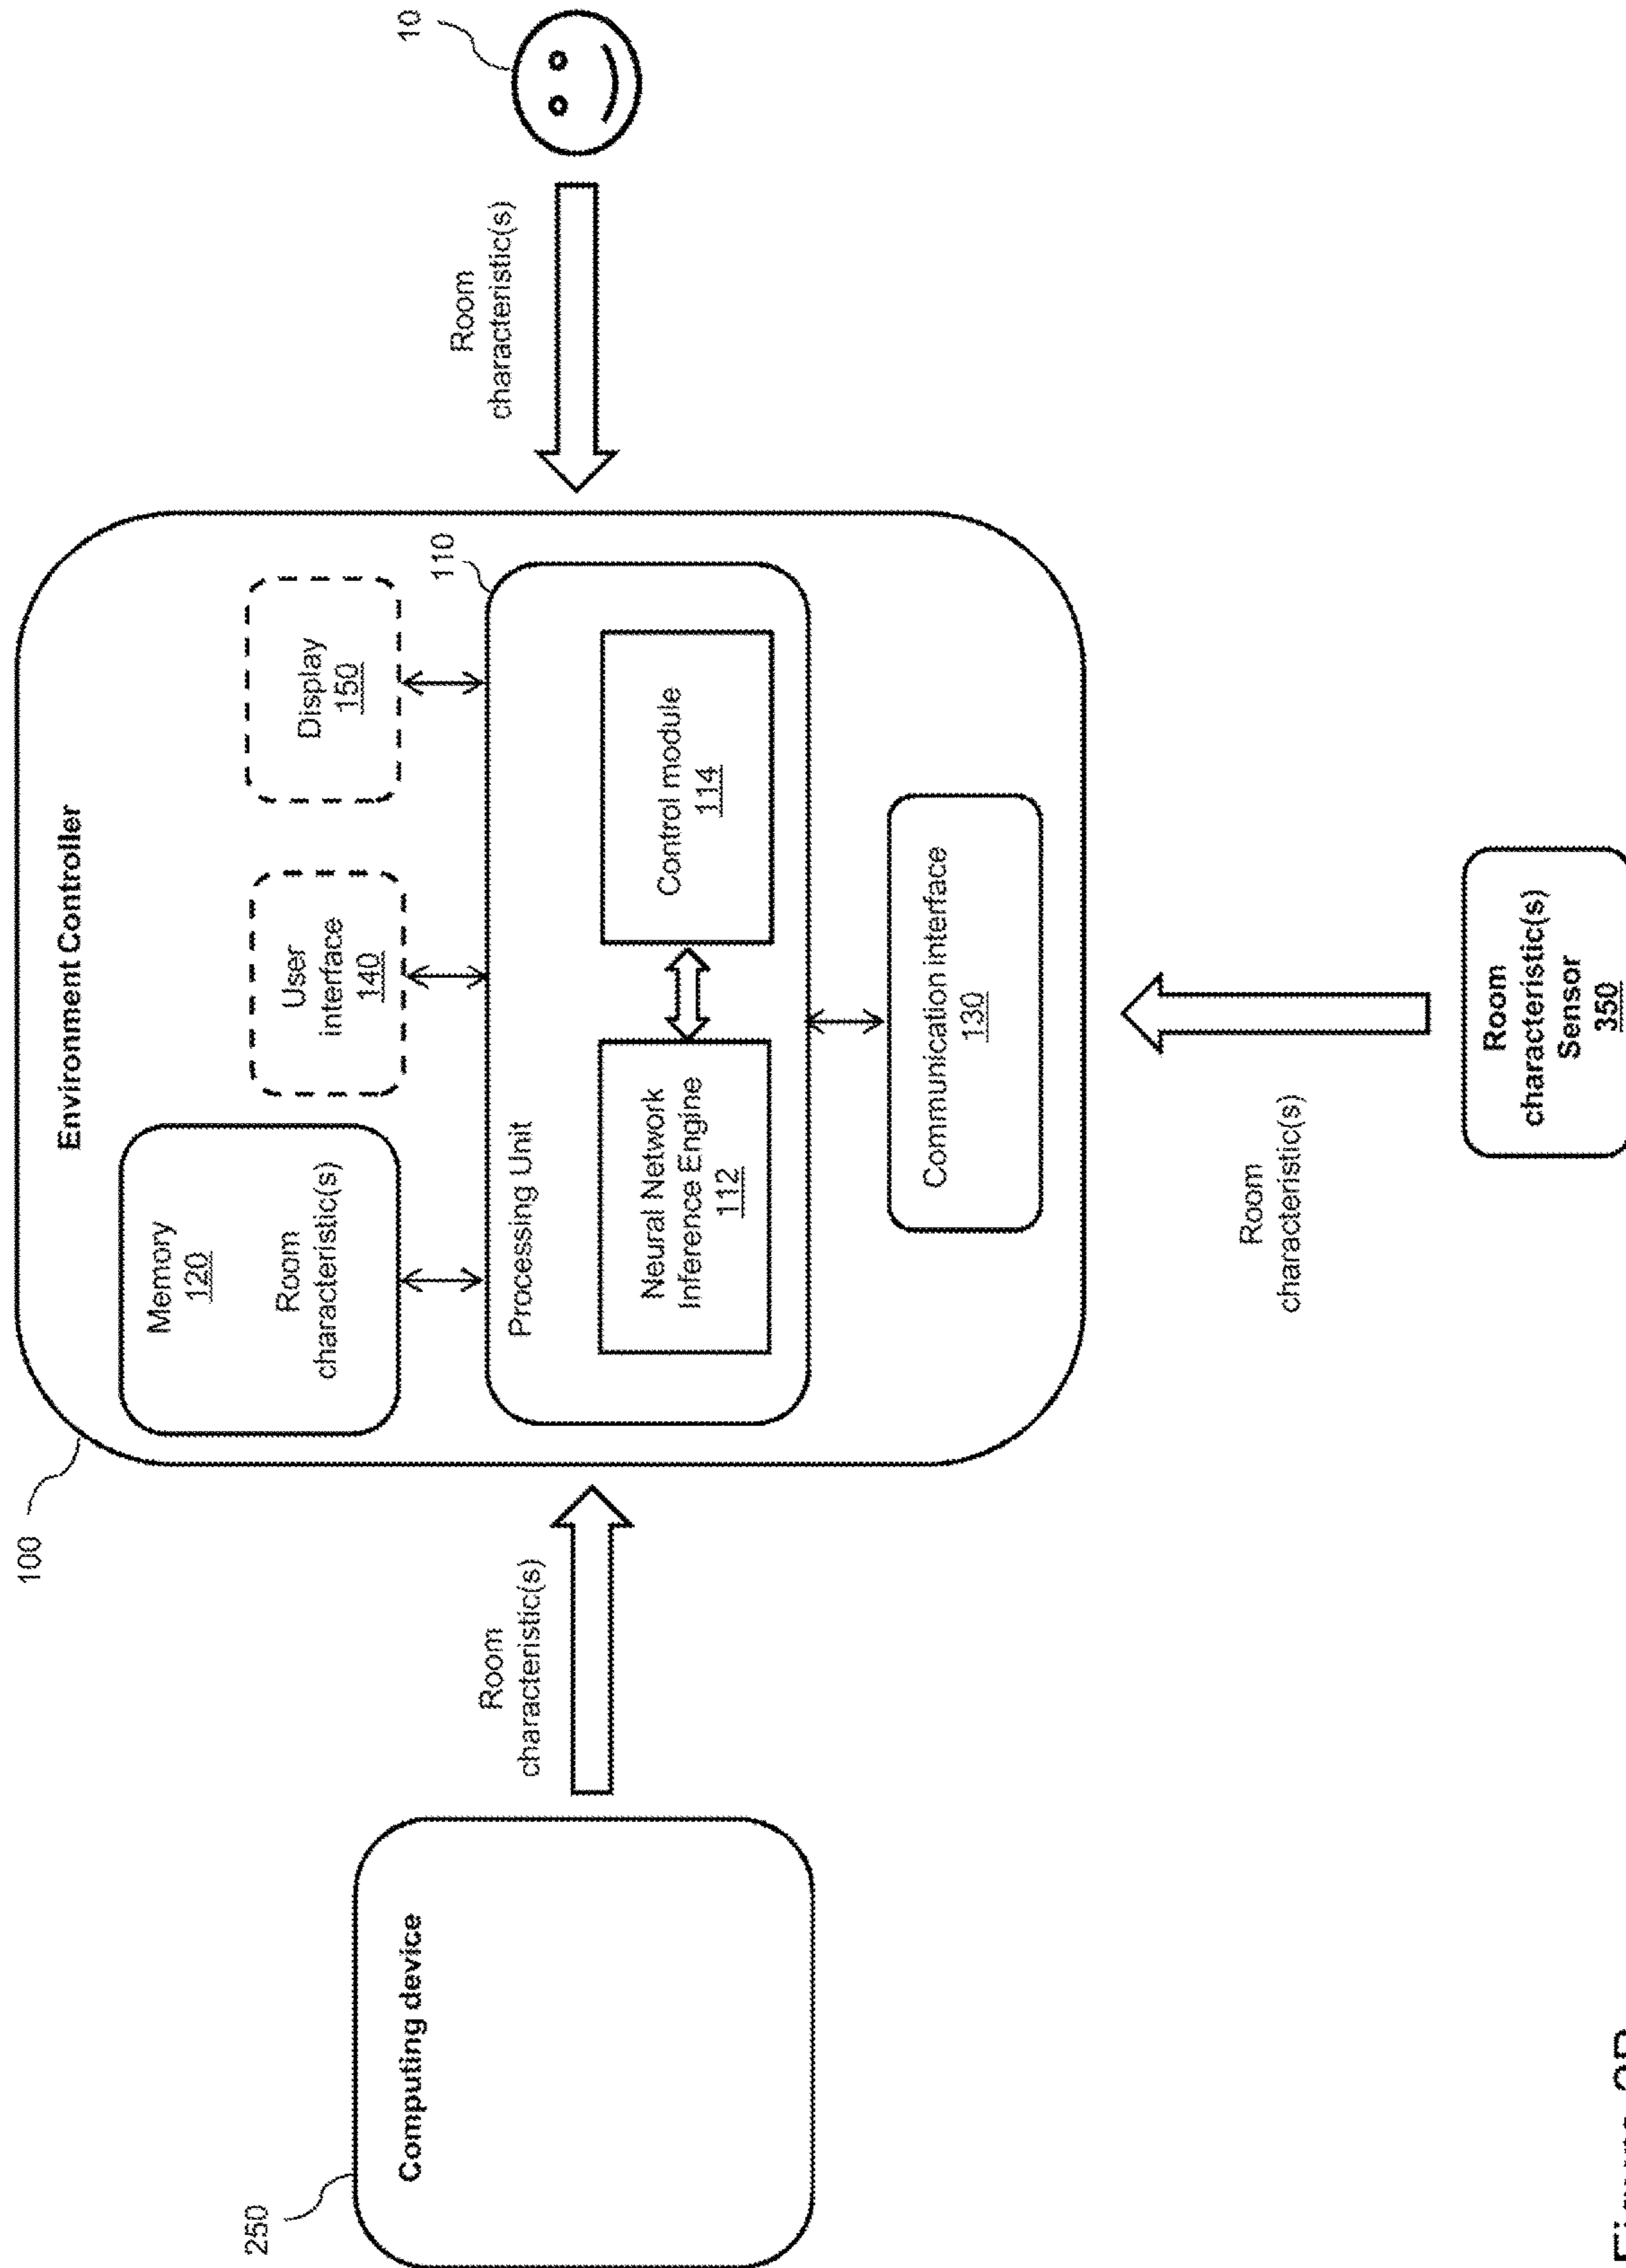 100
Environment Controller
Memory
120
Room
characteristic(s)
User
interface
140
Display
150
110
Processing Unit
Neural Network
Inference Engine
112
Control module
114
Communication interface
130
10
Room
characteristic(s)
250
Computing device
Room
characteristic(s)
Room
characteristic(s)
Room
characteristic(s)
Sensor
350